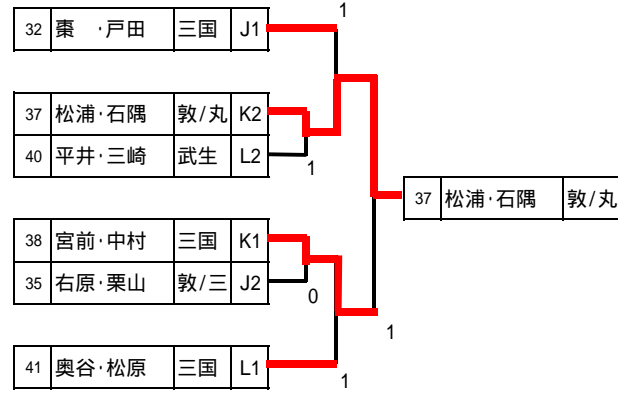 1
32 棗 ・戸田 三国 J1
37 松浦・石隅 敦/丸 K2
40 平井・三崎 武生 L2
1
37 松浦・石隅 敦/丸
38 宮前・中村 三国 K1
35 右原・栗山 敦/三 J2
0
1
41 奥谷・松原 三国 L1
1